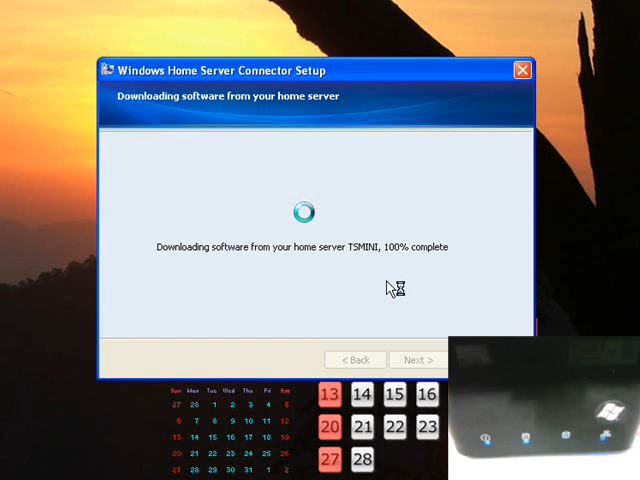 Windows Home Server Connector Setup
Downloading software from your home server
Downloading software from your home server TSMINI, 100% complete
< Back Next >
Sun Mon Tue Wed Thu Fri Sat
27 28 1 2 3 4 5
6 7 8 9 10 11 12
13 14 15 16 17 18 19
20 21 22 23 24 25 26
27 28 29 30 31 1 2
13 14 15 16
20 21 22 23
27 28